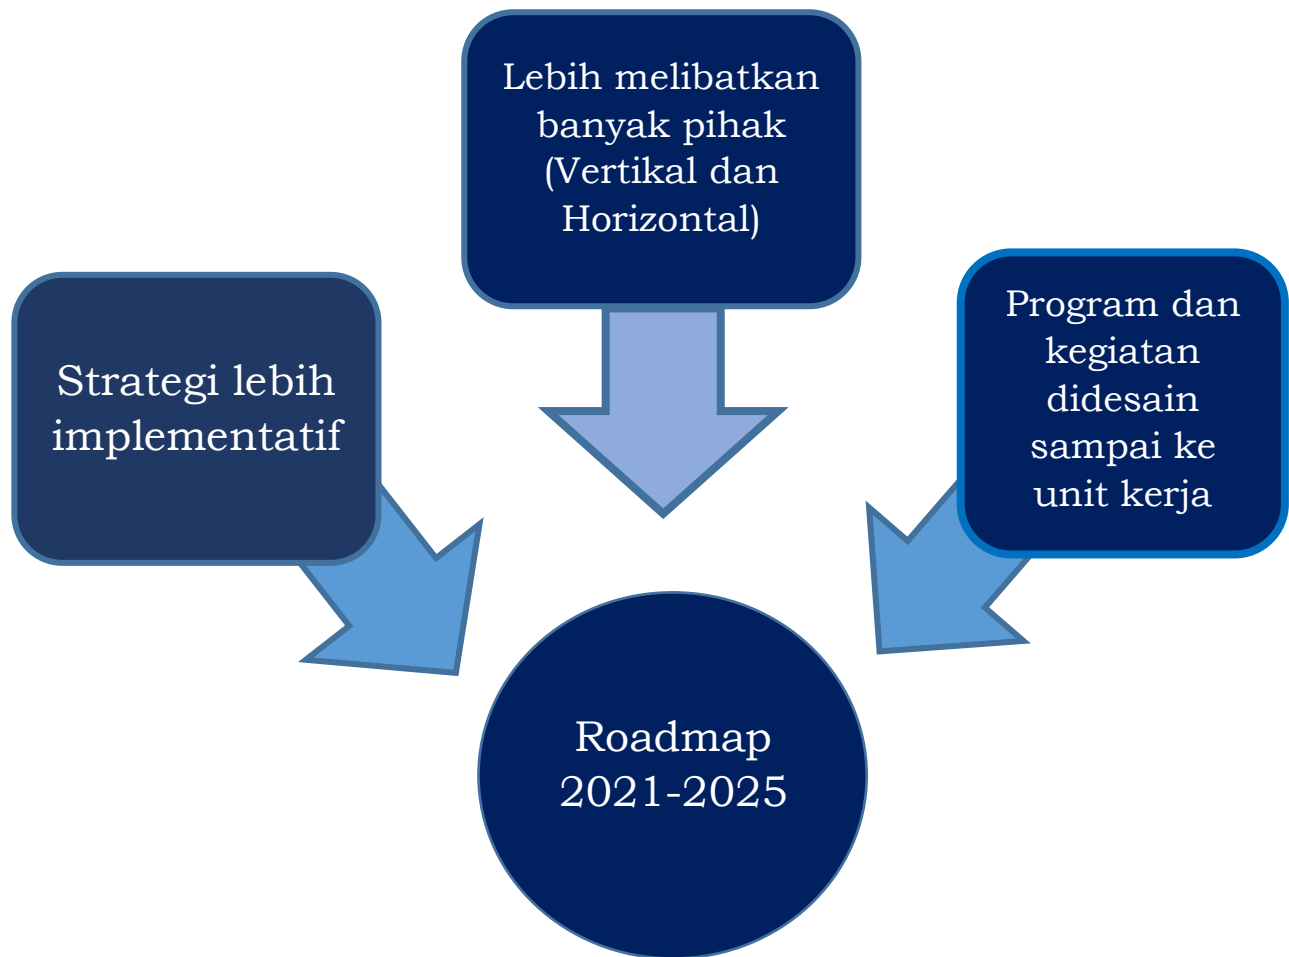 Lebih melibatkan
banyak pihak
(Vertikal dan
Horizontal)
Strategi lebih
implementatif
Program dan
kegiatan
didesain
sampai ke
unit kerja
Roadmap
2021-2025